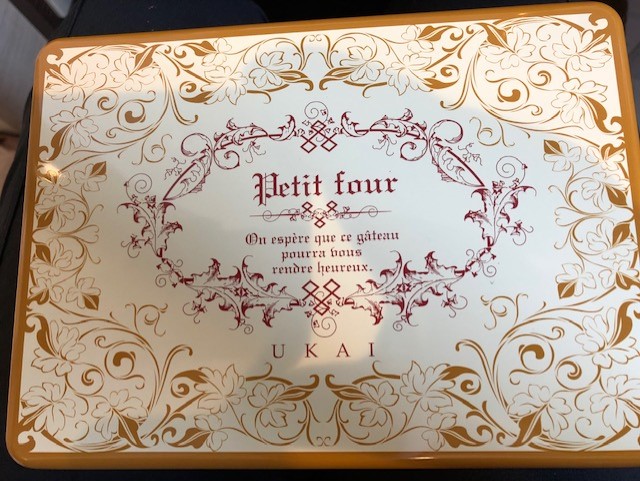 Petit four
On espère que ce gâteau
pourra vous
rendre heureux.
UKAI